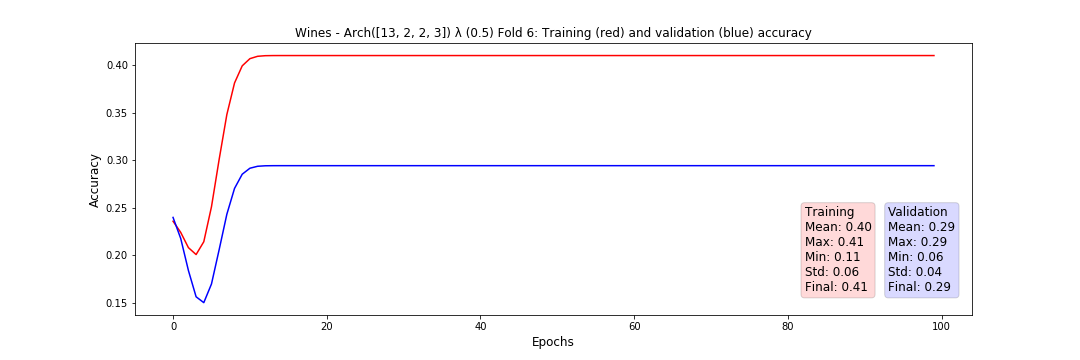 Wines - Arch([13, 2, 2, 3]) λ (0.5) Fold 6: Training (red) and validation (blue) accuracy
Accuracy
0.40
0.35
0.30
0.25
0.20
0.15
Training
Mean: 0.40
Max: 0.41
Min: 0.11
Std: 0.06
Final: 0.41
Validation
Mean: 0.29
Max: 0.29
Min: 0.06
Std: 0.04
Final: 0.29
0 20 40 60 80 100
Epochs